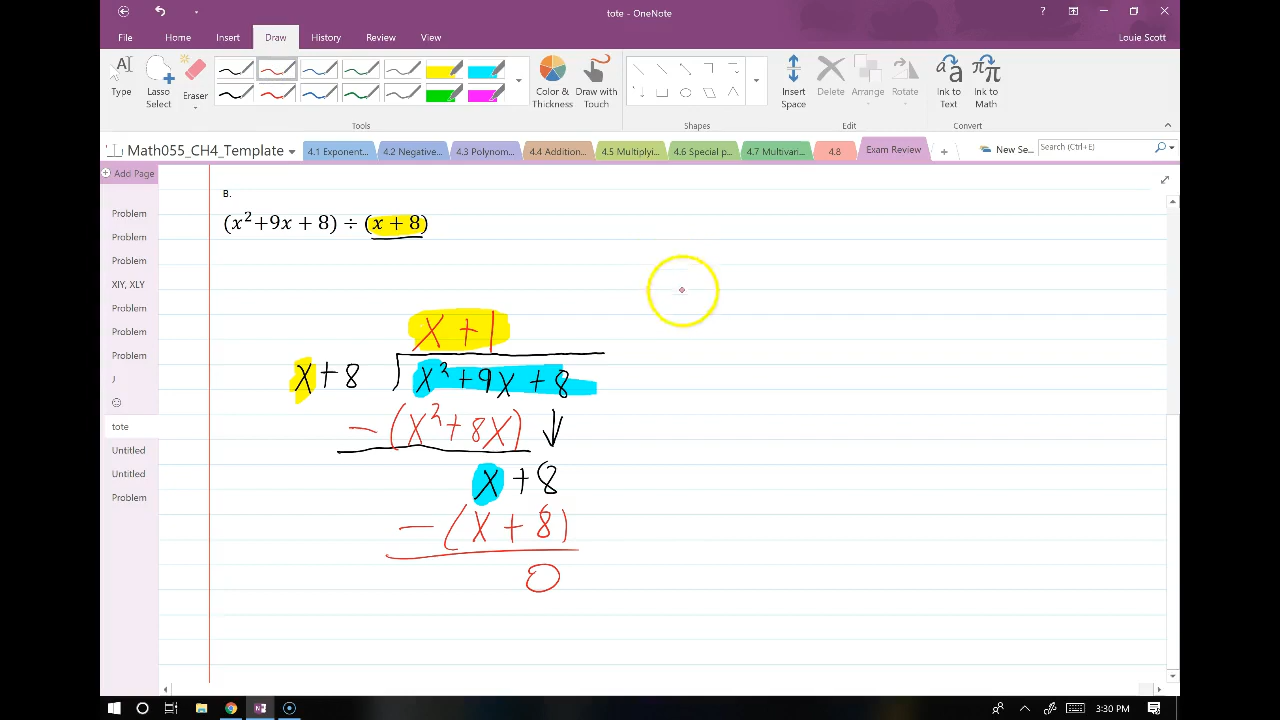 tote - OneNote
File Home Insert Draw History Review View
Louie Scott
Type Lasso Select Eraser Color & Thickness Draw with Touch Insert Space Delete Arrange Rotate Ink to Text Ink to Math
Tools Shapes Edit Convert
Math055_CH4_Template 4.1 Exponent... 4.2 Negative... 4.3 Polynom... 4.4 Addition... 4.5 Multiplyi... 4.6 Special p... 4.7 Multivari... 4.8 Exam Review + New Se... Search (Ctrl+E)
Add Page
Problem
Problem
Problem
XIY, XLY
Problem
Problem
Problem
J
☺
tote
Untitled
Untitled
Problem
B.
(x²+9x + 8) ÷ (x + 8)
x + 1
x + 8 x² + 9x + 8
− (x² + 8x) ↓
x + 8
− (x + 8)
0
3:30 PM